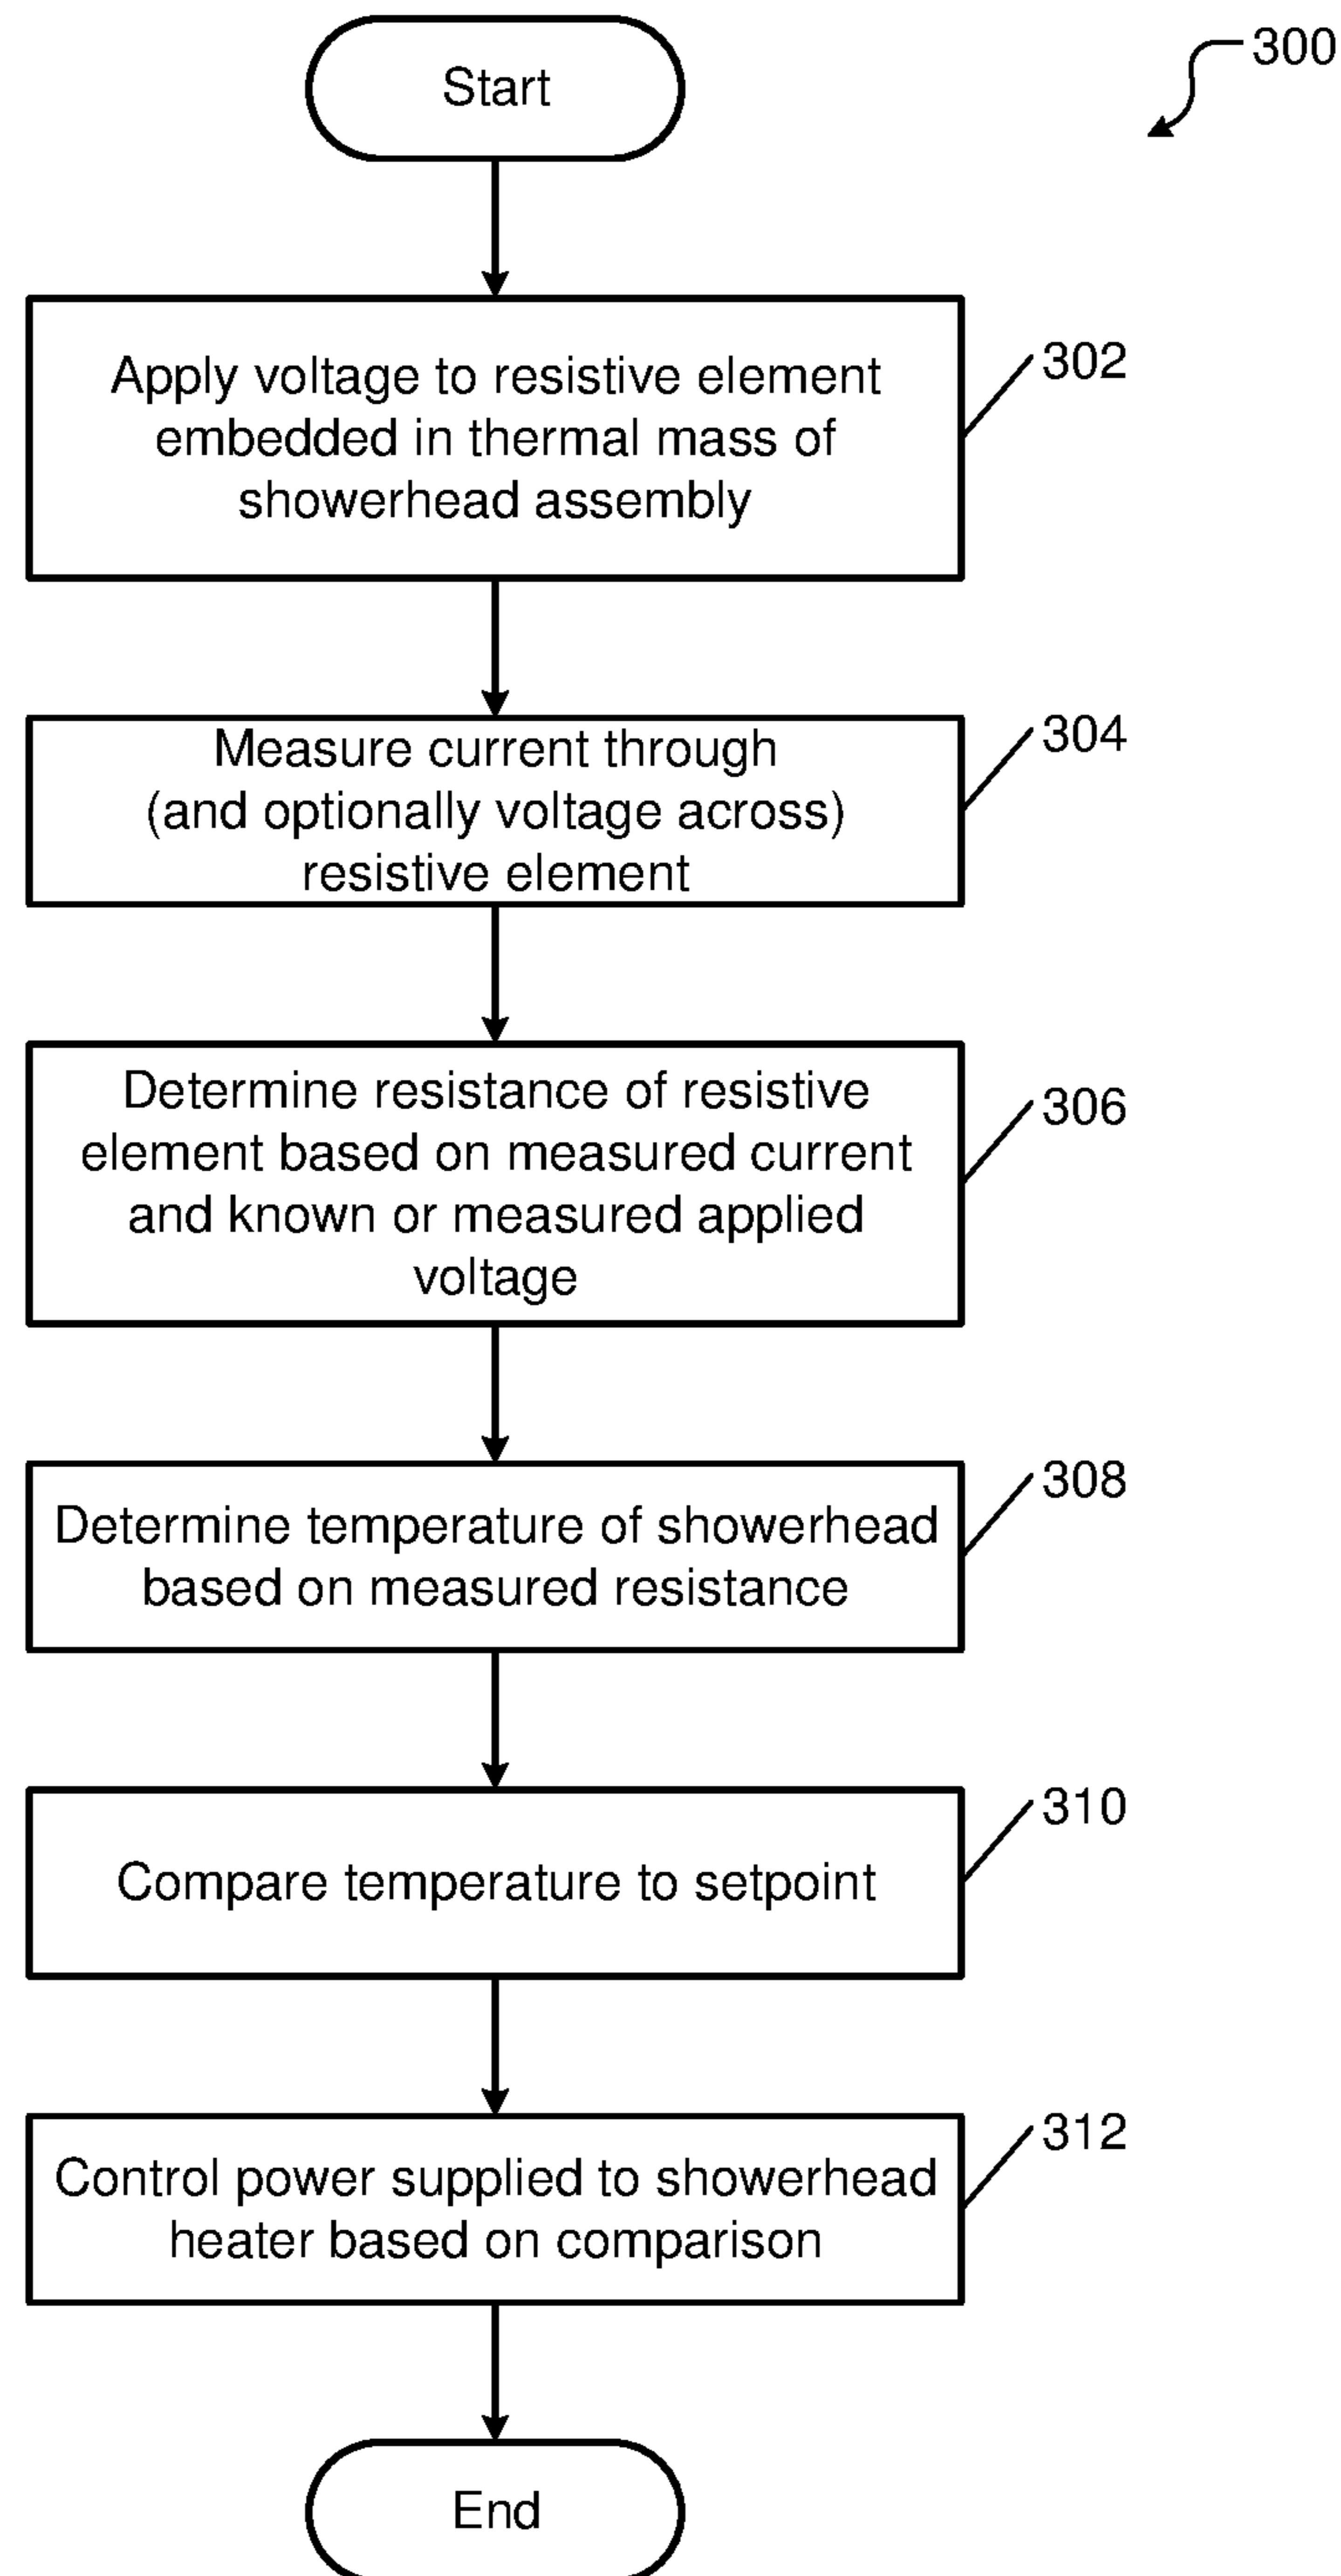 Start
300
Apply voltage to resistive element
embedded in thermal mass of
showerhead assembly
302
Measure current through
(and optionally voltage across)
resistive element
304
Determine resistance of resistive
element based on measured current
and known or measured applied
voltage
306
Determine temperature of showerhead
based on measured resistance
308
Compare temperature to setpoint
310
Control power supplied to showerhead
heater based on comparison
312
End